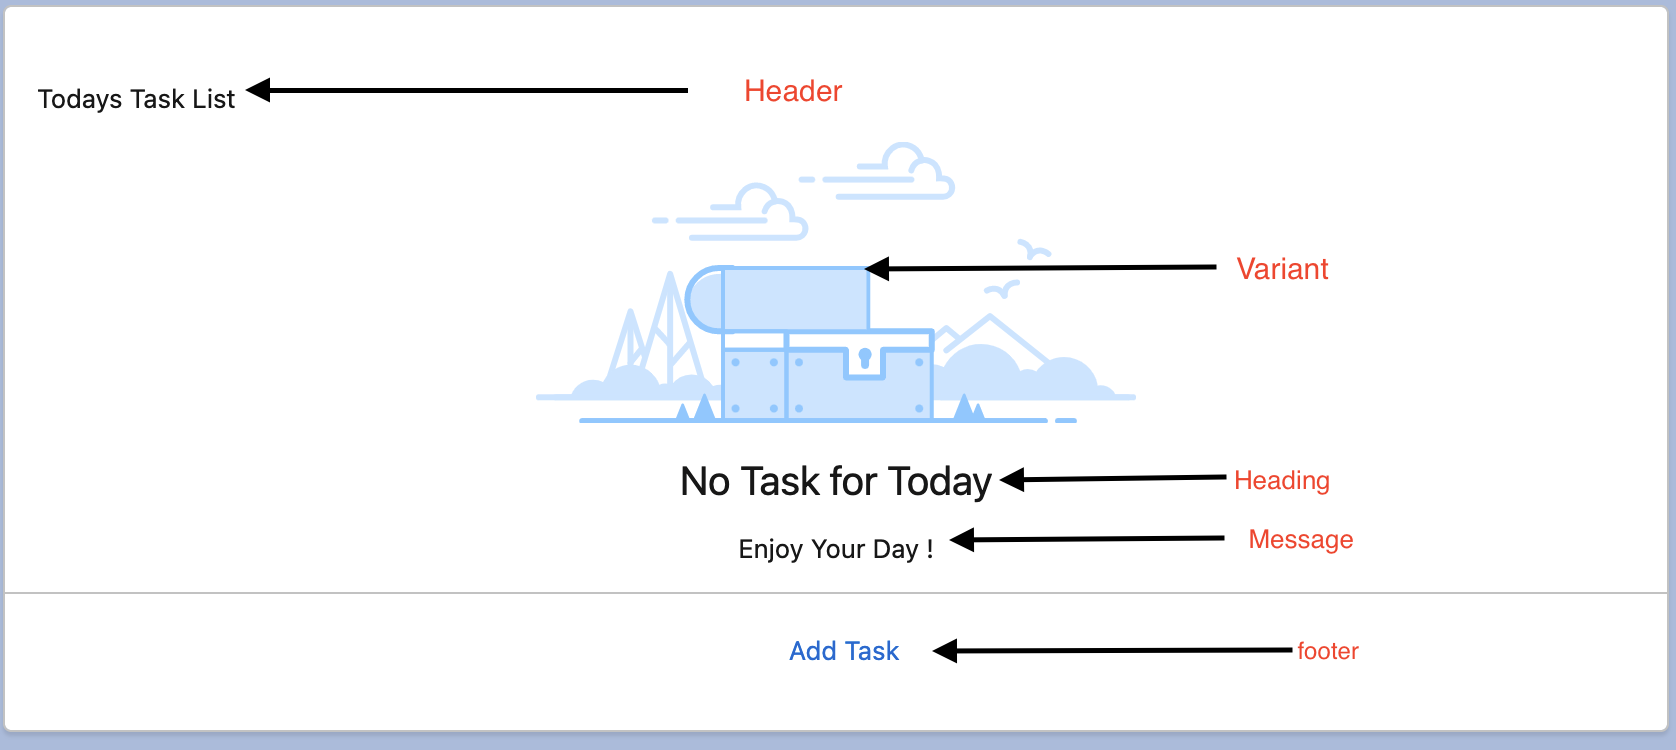 Todays Task List
Header
Variant
No Task for Today
Heading
Enjoy Your Day !
Message
Add Task
footer